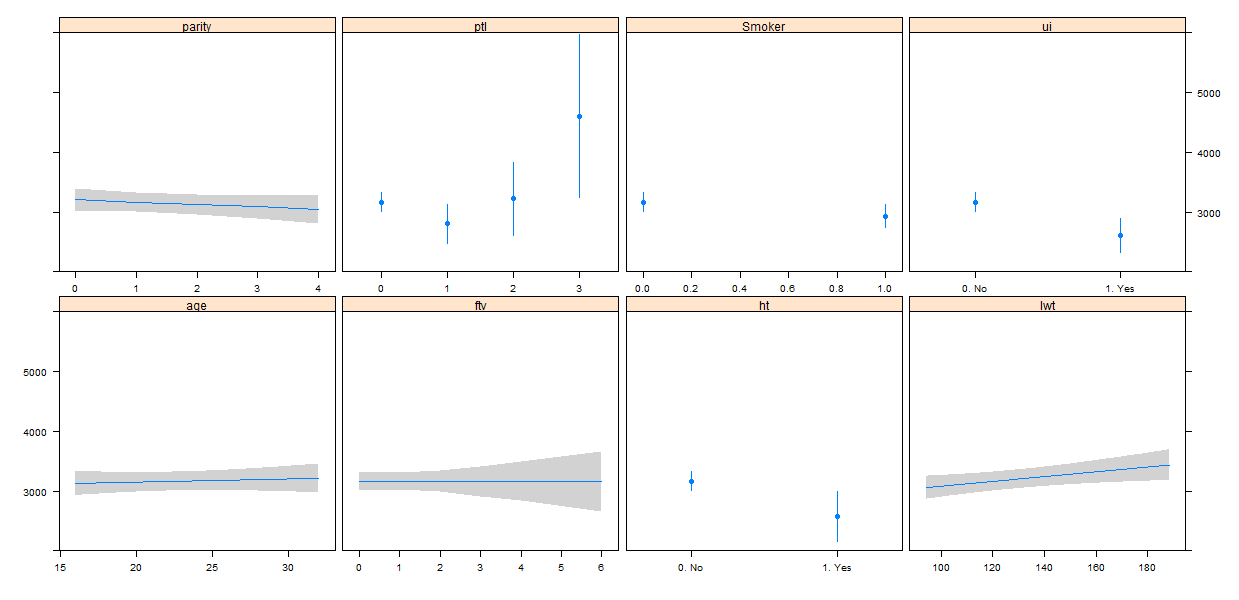 parity ptl Smoker ui
5000
4000
3000
0 1 2 3 4 0 1 2 3 0.0 0.2 0.4 0.6 0.8 1.0 0. No 1. Yes
age ftv ht lwt
5000
4000
3000
15 20 25 30 0 1 2 3 4 5 6 0. No 1. Yes 100 120 140 160 180